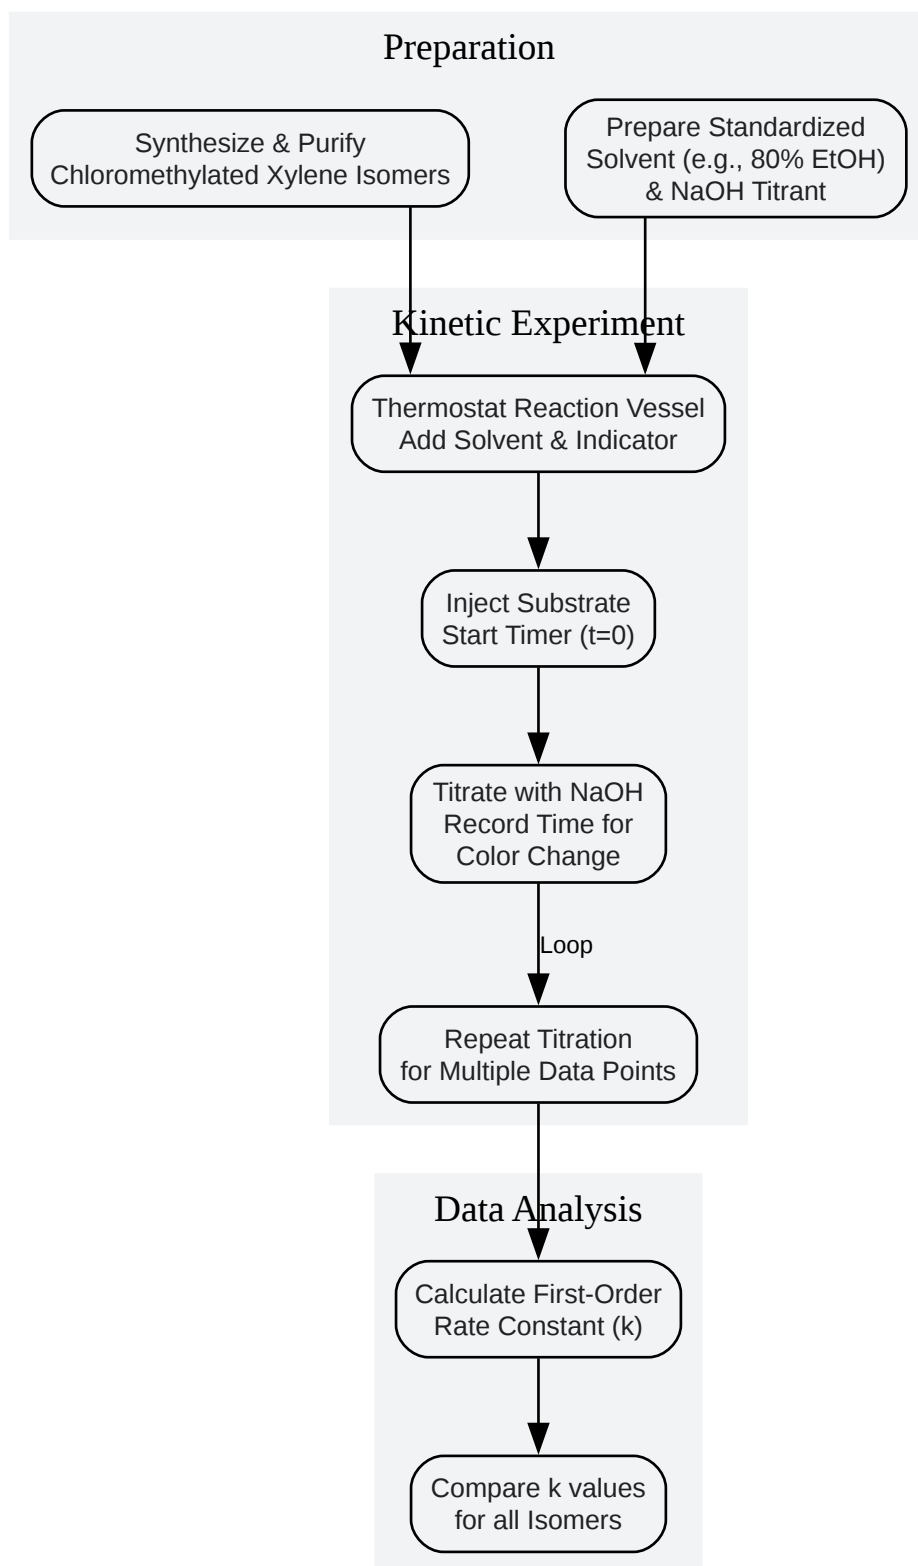 Preparation
Synthesize & Purify
Chloromethylated Xylene Isomers
Prepare Standardized
Solvent (e.g., 80% EtOH)
& NaOH Titrant
Kinetic Experiment
Thermostat Reaction Vessel
Add Solvent & Indicator
Inject Substrate
Start Timer (t=0)
Titrate with NaOH
Record Time for
Color Change
Loop
Repeat Titration
for Multiple Data Points
Data Analysis
Calculate First-Order
Rate Constant (k)
Compare k values
for all Isomers